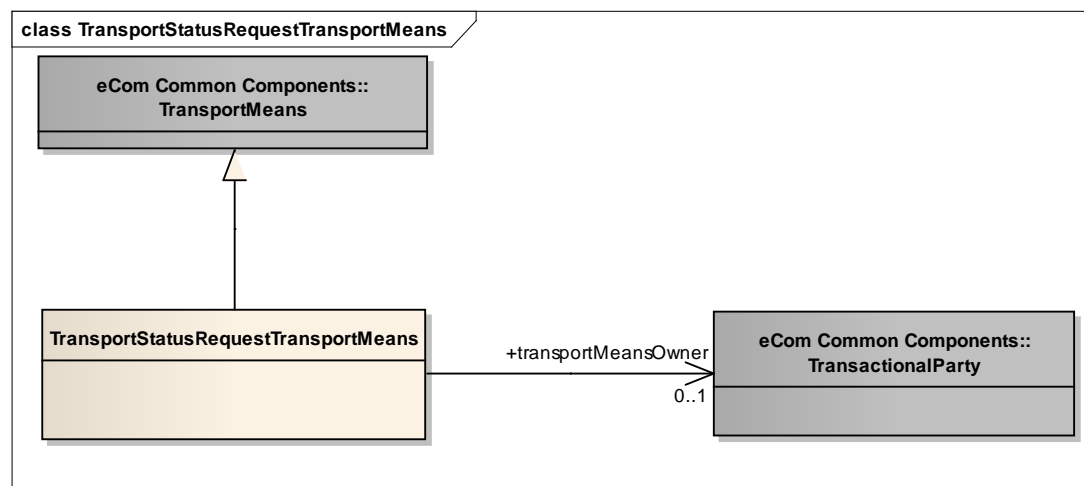 class TransportStatusRequestTransportMeans
eCom Common Components::
TransportMeans
TransportStatusRequestTransportMeans
+transportMeansOwner
0..1
eCom Common Components::
TransactionalParty